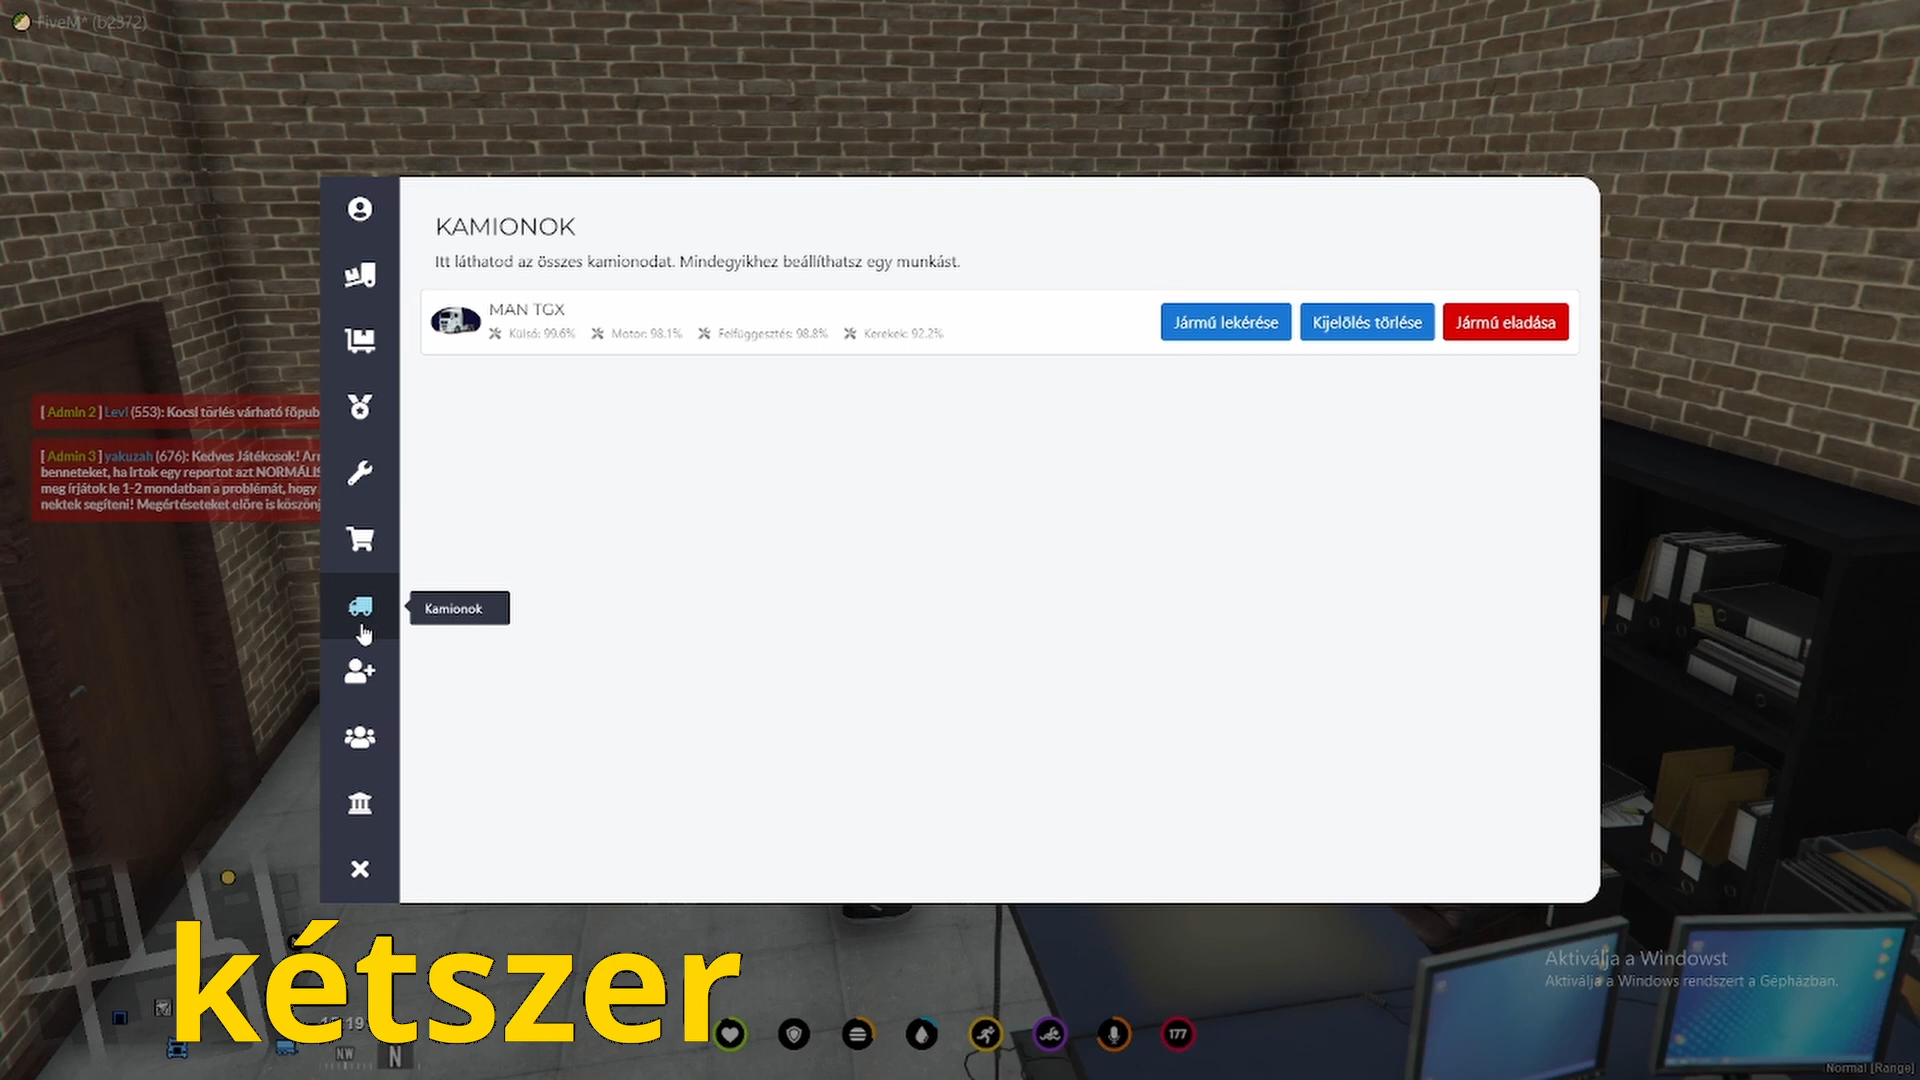 FiveM* (b2372)
KAMIONOK
Itt láthatod az összes kamionodat. Mindegyikhez beállíthatsz egy munkást.
MAN TGX
Külső: 99.6% Motor: 98.1% Felfüggesztés: 98.8% Kerekek: 92.2%
Jármű lekérése
Kijelölés törlése
Jármű eladása
[ Admin 2 ] Levi (553): Kocsi törlés várható főpub
[ Admin 3 ] yakuzah (676): Kedves Játékosok! Arr
benneteket, ha írtok egy reportot azt NORMÁLIS
meg írjátok le 1-2 mondatban a problémát, hogy
nektek segíteni! Megértéseteket előre is köszönj
Kamionok
kétszer
NW
N
177
Aktiválja a Windowst
Aktiválja a Windows rendszert a Gépházban.
Normal [Range]